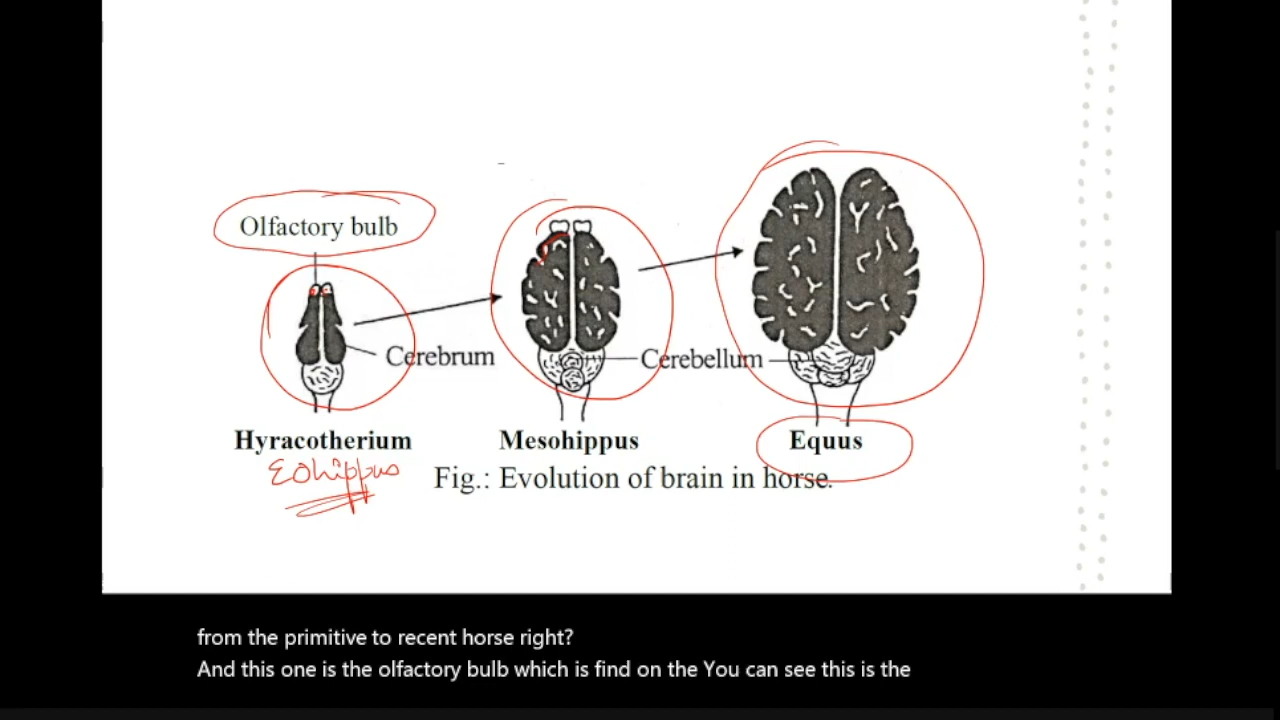 Olfactory bulb
Cerebrum
Cerebellum
Hyracotherium
Mesohippus
Equus
Eohippus
Fig.: Evolution of brain in horse.
from the primitive to recent horse right?
And this one is the olfactory bulb which is find on the You can see this is the